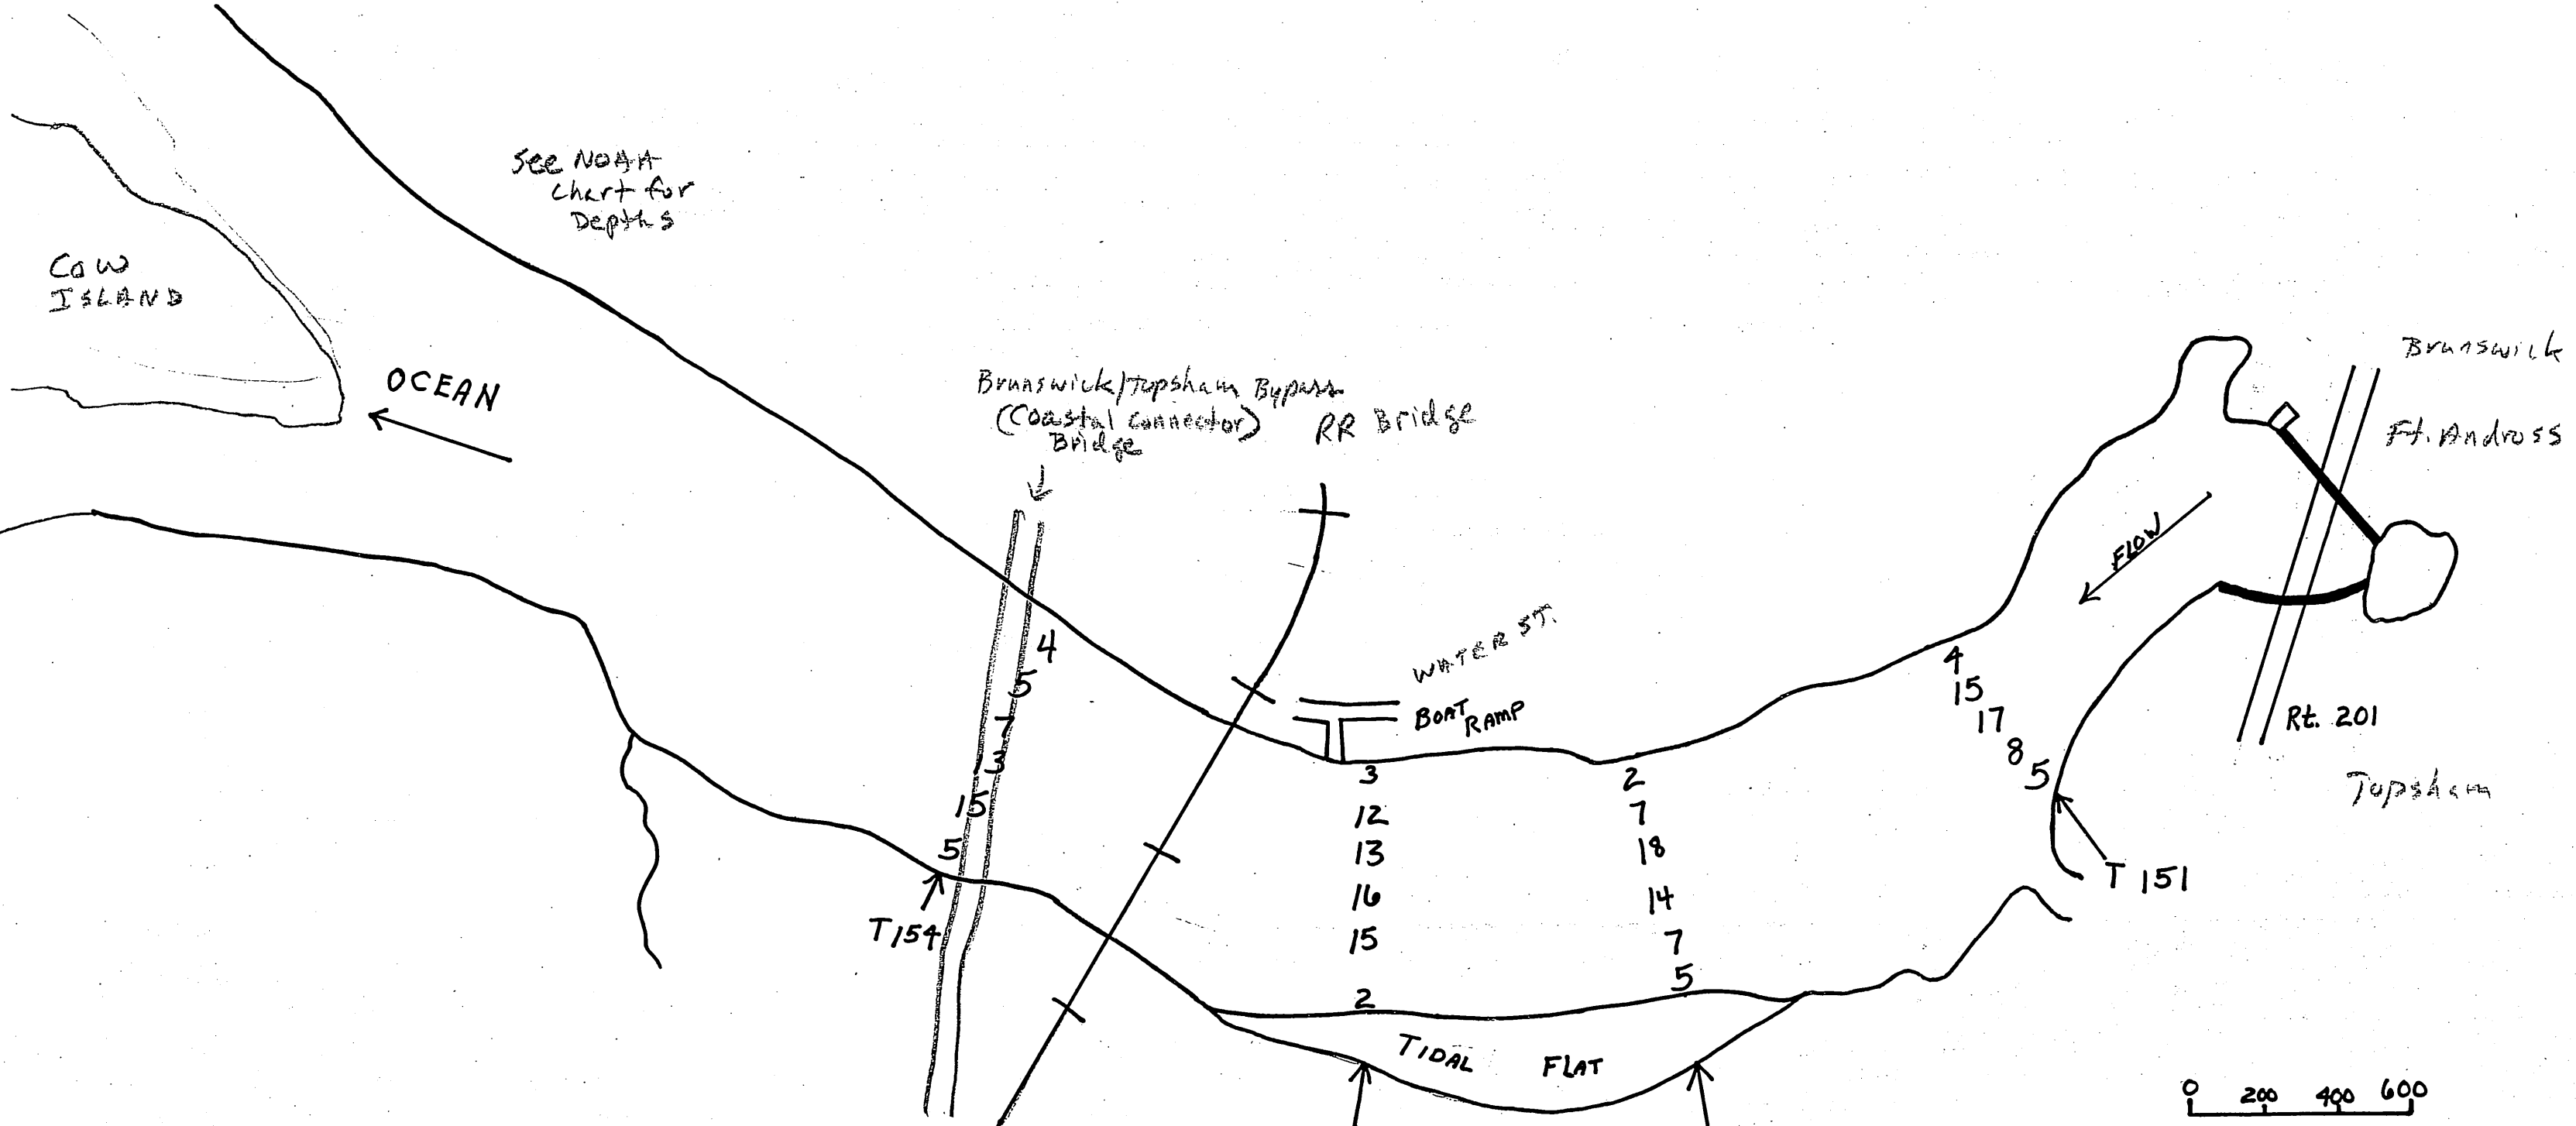 See NOAA
Chart for
Depths
Cow
ISLAND
OCEAN
Brunswick/Topsham Bypass
(Coastal Connector)
Bridge
RR Bridge
Brunswick
Ft. Andross
FLOW
WATER ST.
BOAT
RAMP
Rt. 201
Topsham
4
5
7
13
15
5
T154
3
12
13
16
15
2
2
7
18
14
7
5
4
15
17
8
5
T 151
TIDAL FLAT
0 200 400 600